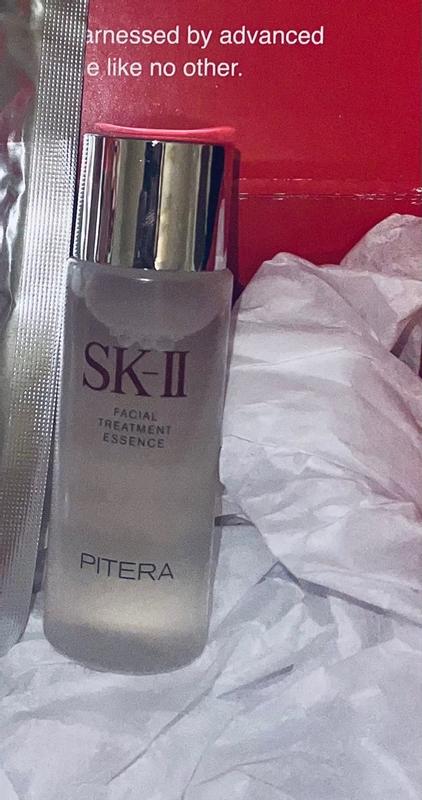 arnessed by advanced
e like no other.
SK-II
FACIAL
TREATMENT
ESSENCE
PITERA